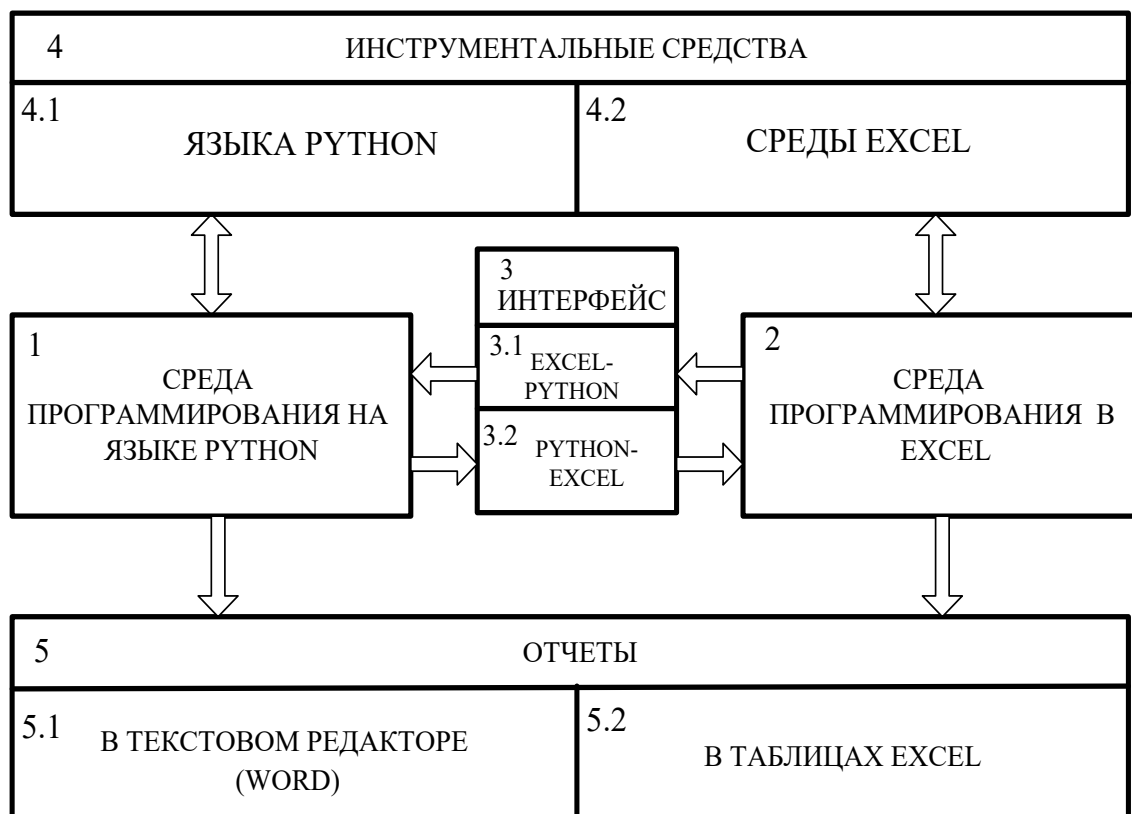 4
ИНСТРУМЕНТАЛЬНЫЕ СРЕДСТВА
4.1
ЯЗЫКА PYTHON
4.2
СРЕДЫ EXCEL
3
ИНТЕРФЕЙС
3.1
EXCEL-
PYTHON
3.2
PYTHON-
EXCEL
1
СРЕДА
ПРОГРАММИРОВАНИЯ НА
ЯЗЫКЕ PYTHON
2
СРЕДА
ПРОГРАММИРОВАНИЯ В
EXCEL
5
ОТЧЕТЫ
5.1
В ТЕКСТОВОМ РЕДАКТОРЕ
(WORD)
5.2
В ТАБЛИЦАХ EXCEL